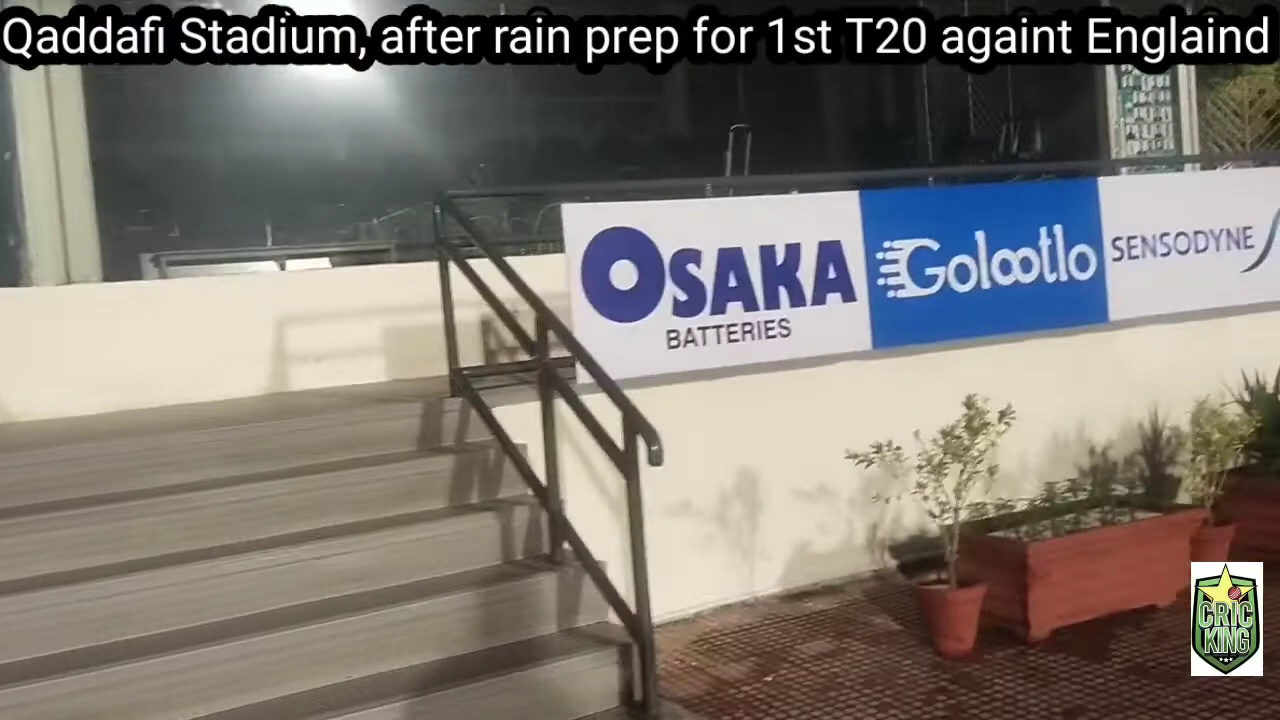 Qaddafi Stadium, after rain prep for 1st T20 againt Englaind
OSAKA
BATTERIES
Golootlo
SENSODYNE
CRIC
KING